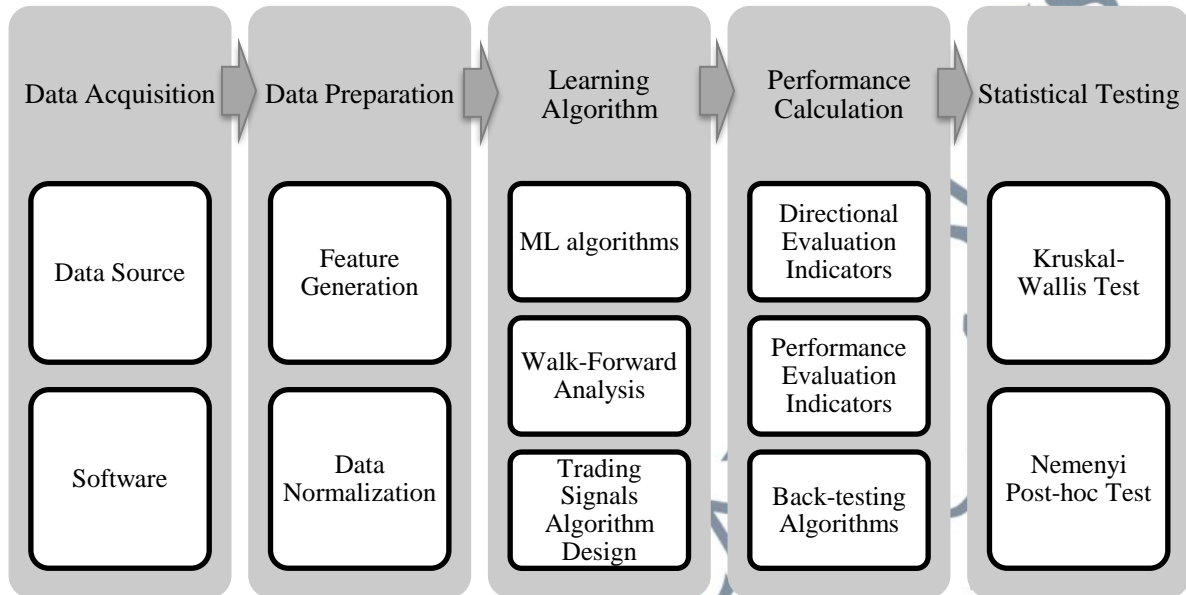 Data Acquisition
Data Source
Software
Data Preparation
Feature
Generation
Data
Normalization
Learning
Algorithm
ML algorithms
Walk-Forward
Analysis
Trading
Signals
Algorithm
Design
Performance
Calculation
Directional
Evaluation
Indicators
Performance
Evaluation
Indicators
Back-testing
Algorithms
Statistical Testing
Kruskal-
Wallis Test
Nemenyi
Post-hoc Test